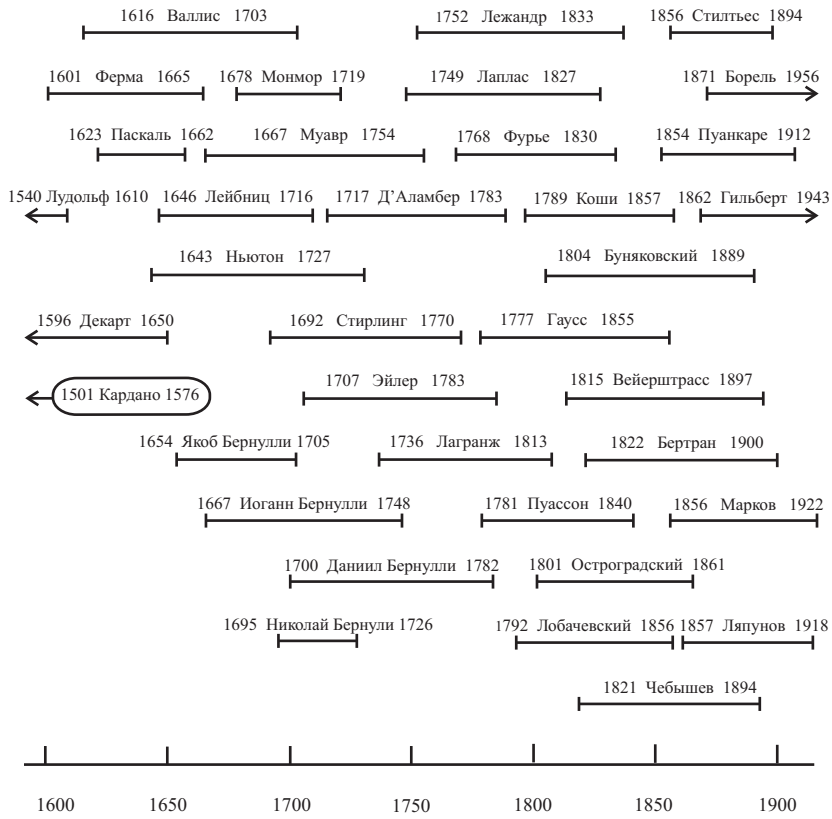 1616 Валлис 1703 1752 Лежандр 1833 1856 Стилтьес 1894
1601 Ферма 1665 1678 Монмор 1719 1749 Лаплас 1827 1871 Борель 1956
1623 Паскаль 1662 1667 Муавр 1754 1768 Фурье 1830 1854 Пуанкаре 1912
1540 Лудольф 1610 1646 Лейбниц 1716 1717 Д’Аламбер 1783 1789 Коши 1857 1862 Гильберт 1943
1643 Ньютон 1727 1804 Буняковский 1889
1596 Декарт 1650 1692 Стирлинг 1770 1777 Гаусс 1855
1501 Кардано 1576 1707 Эйлер 1783 1815 Вейерштрасс 1897
1654 Якоб Бернулли 1705 1736 Лагранж 1813 1822 Бертран 1900
1667 Иоганн Бернулли 1748 1781 Пуассон 1840 1856 Марков 1922
1700 Даниил Бернулли 1782 1801 Остроградский 1861
1695 Николай Бернули 1726 1792 Лобачевский 1856 1857 Ляпунов 1918
1821 Чебышев 1894
1600 1650 1700 1750 1800 1850 1900